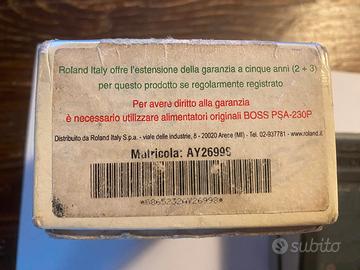 Roland Italy offre l'estensione della garanzia a cinque anni (2 + 3)
per questo prodotto se regolarmente registrato
Per avere diritto alla garanzia
è necessario utilizzare alimentatori originali BOSS PSA-230P
Distribuito da Roland Italy S.p.a. - viale delle industrie, 8 - 20020 Arese (MI) - Tel. 02-937781 - www.roland.it
Matricola: AY26998
*6865232AY26998*
subito